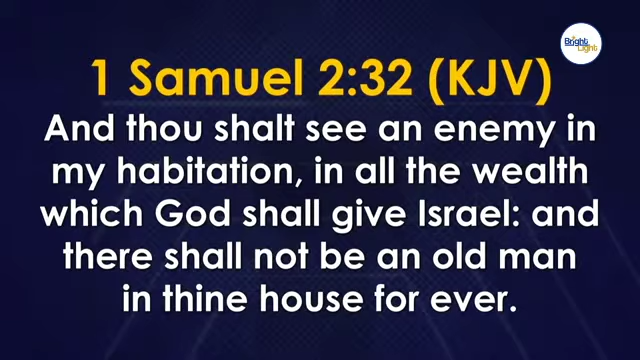 Bright
Light
1 Samuel 2:32 (KJV)
And thou shalt see an enemy in
my habitation, in all the wealth
which God shall give Israel: and
there shall not be an old man
in thine house for ever.